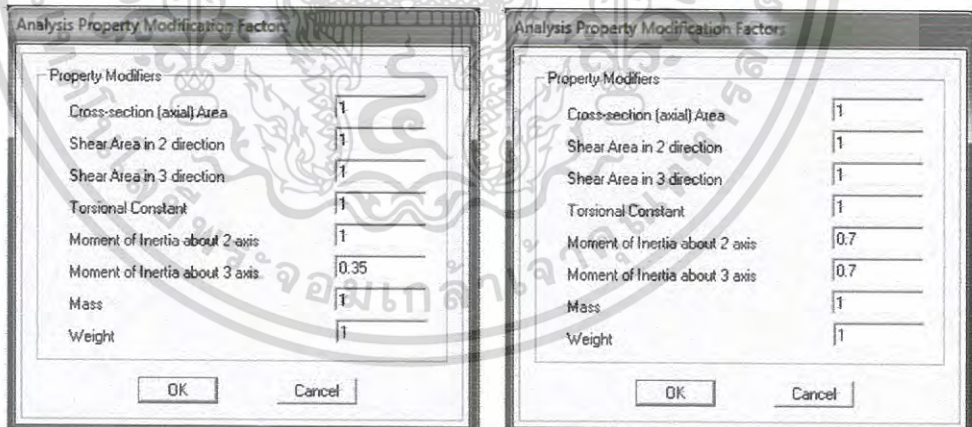 Analysis Property Modification Factors
Property Modifiers
Cross-section (axial) Area 1
Shear Area in 2 direction 1
Shear Area in 3 direction 1
Torsional Constant 1
Moment of Inertia about 2 axis 1
Moment of Inertia about 3 axis 0.35
Mass 1
Weight 1
OK Cancel
Analysis Property Modification Factors
Property Modifiers
Cross-section (axial) Area 1
Shear Area in 2 direction 1
Shear Area in 3 direction 1
Torsional Constant 1
Moment of Inertia about 2 axis 0.7
Moment of Inertia about 3 axis 0.7
Mass 1
Weight 1
OK Cancel